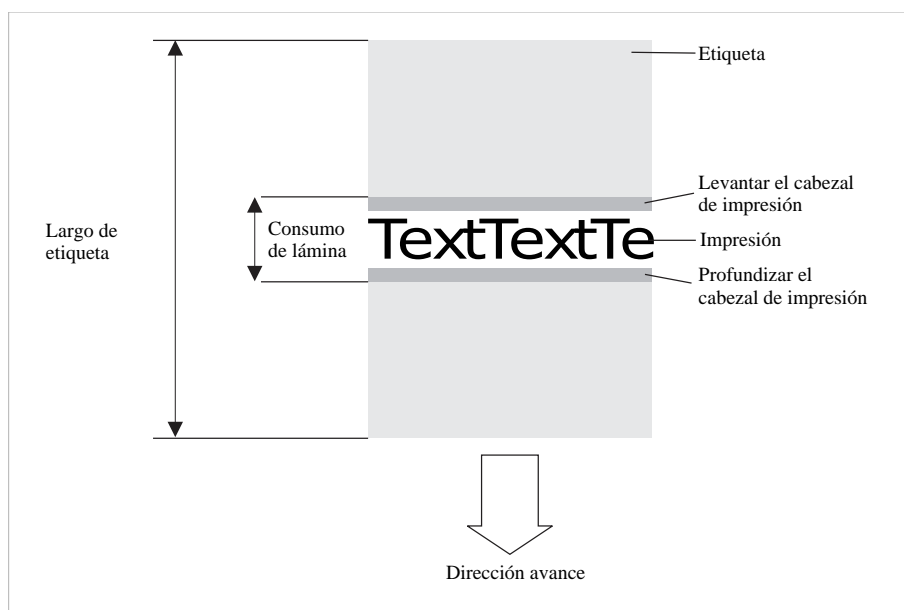 Etiqueta
Levantar el cabezal
de impresión
Largo de
etiqueta
Consumo
de lámina
TextTextTe
Impresión
Profundizar el
cabezal de impresión
Dirección avance